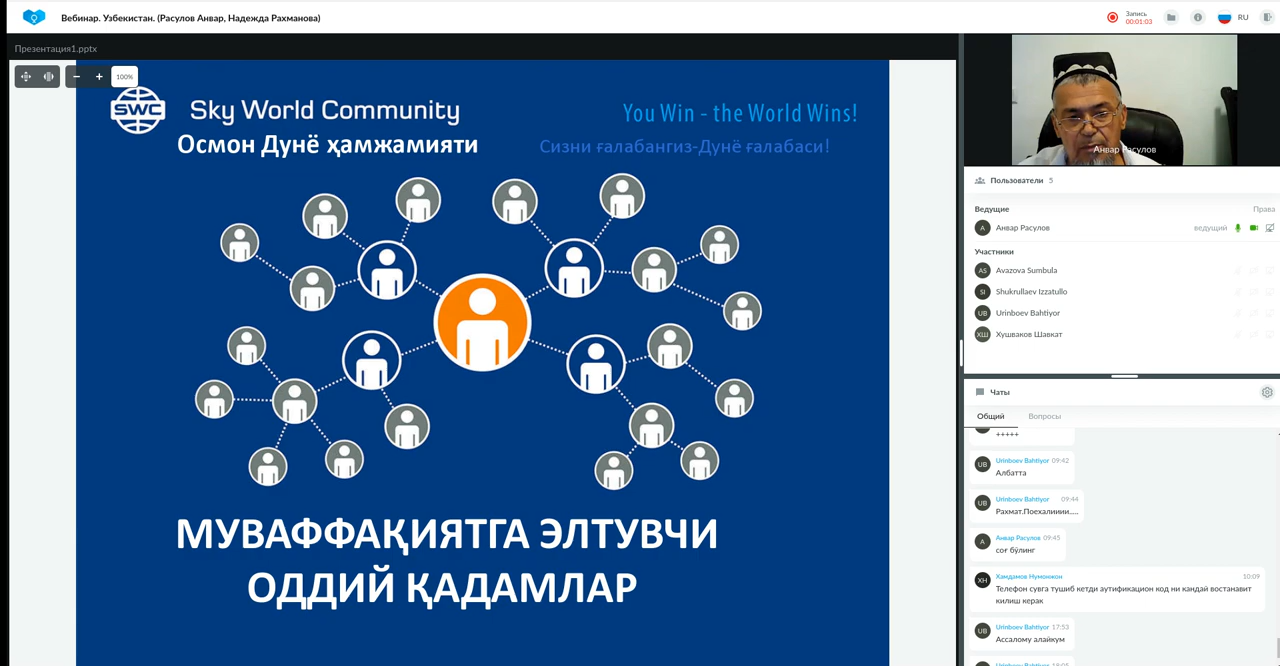 Вебинар. Узбекистан. (Расулов Анвар, Надежда Рахманова)
Запись
00:01:03
RU
Презентация1.pptx
100%
SWC
Sky World Community
You Win - the World Wins!
Осмон Дунё ҳамжамияти
Сизни ғалабангиз-Дунё ғалабаси!
МУВАФФАҚИЯТГА ЭЛТУВЧИ
ОДДИЙ ҚАДАМЛАР
Анвар Расулов
Пользователи 5
Ведущие Права
А Анвар Расулов ведущий
Участники
AS Avazova Sumbula
SI Shukrullaev Izzatullo
UB Urinboev Bahtiyor
ХШ Хушваков Шавкат
Чаты
Общий Вопросы
+++++
UB Urinboev Bahtiyor 09:42
Албатта
UB Urinboev Bahtiyor 09:44
Рахмат.Поехалииии.....
А Анвар Расулов 09:45
соғ бўлинг
ХН Хамдамов Нумонжон 10:09
Телефон сувга тушиб кетди аутификацион код ни кандай востанавит
килиш керак
UB Urinboev Bahtiyor 17:53
Ассалому алайкум
Urinboev Bahtiyor 18:05